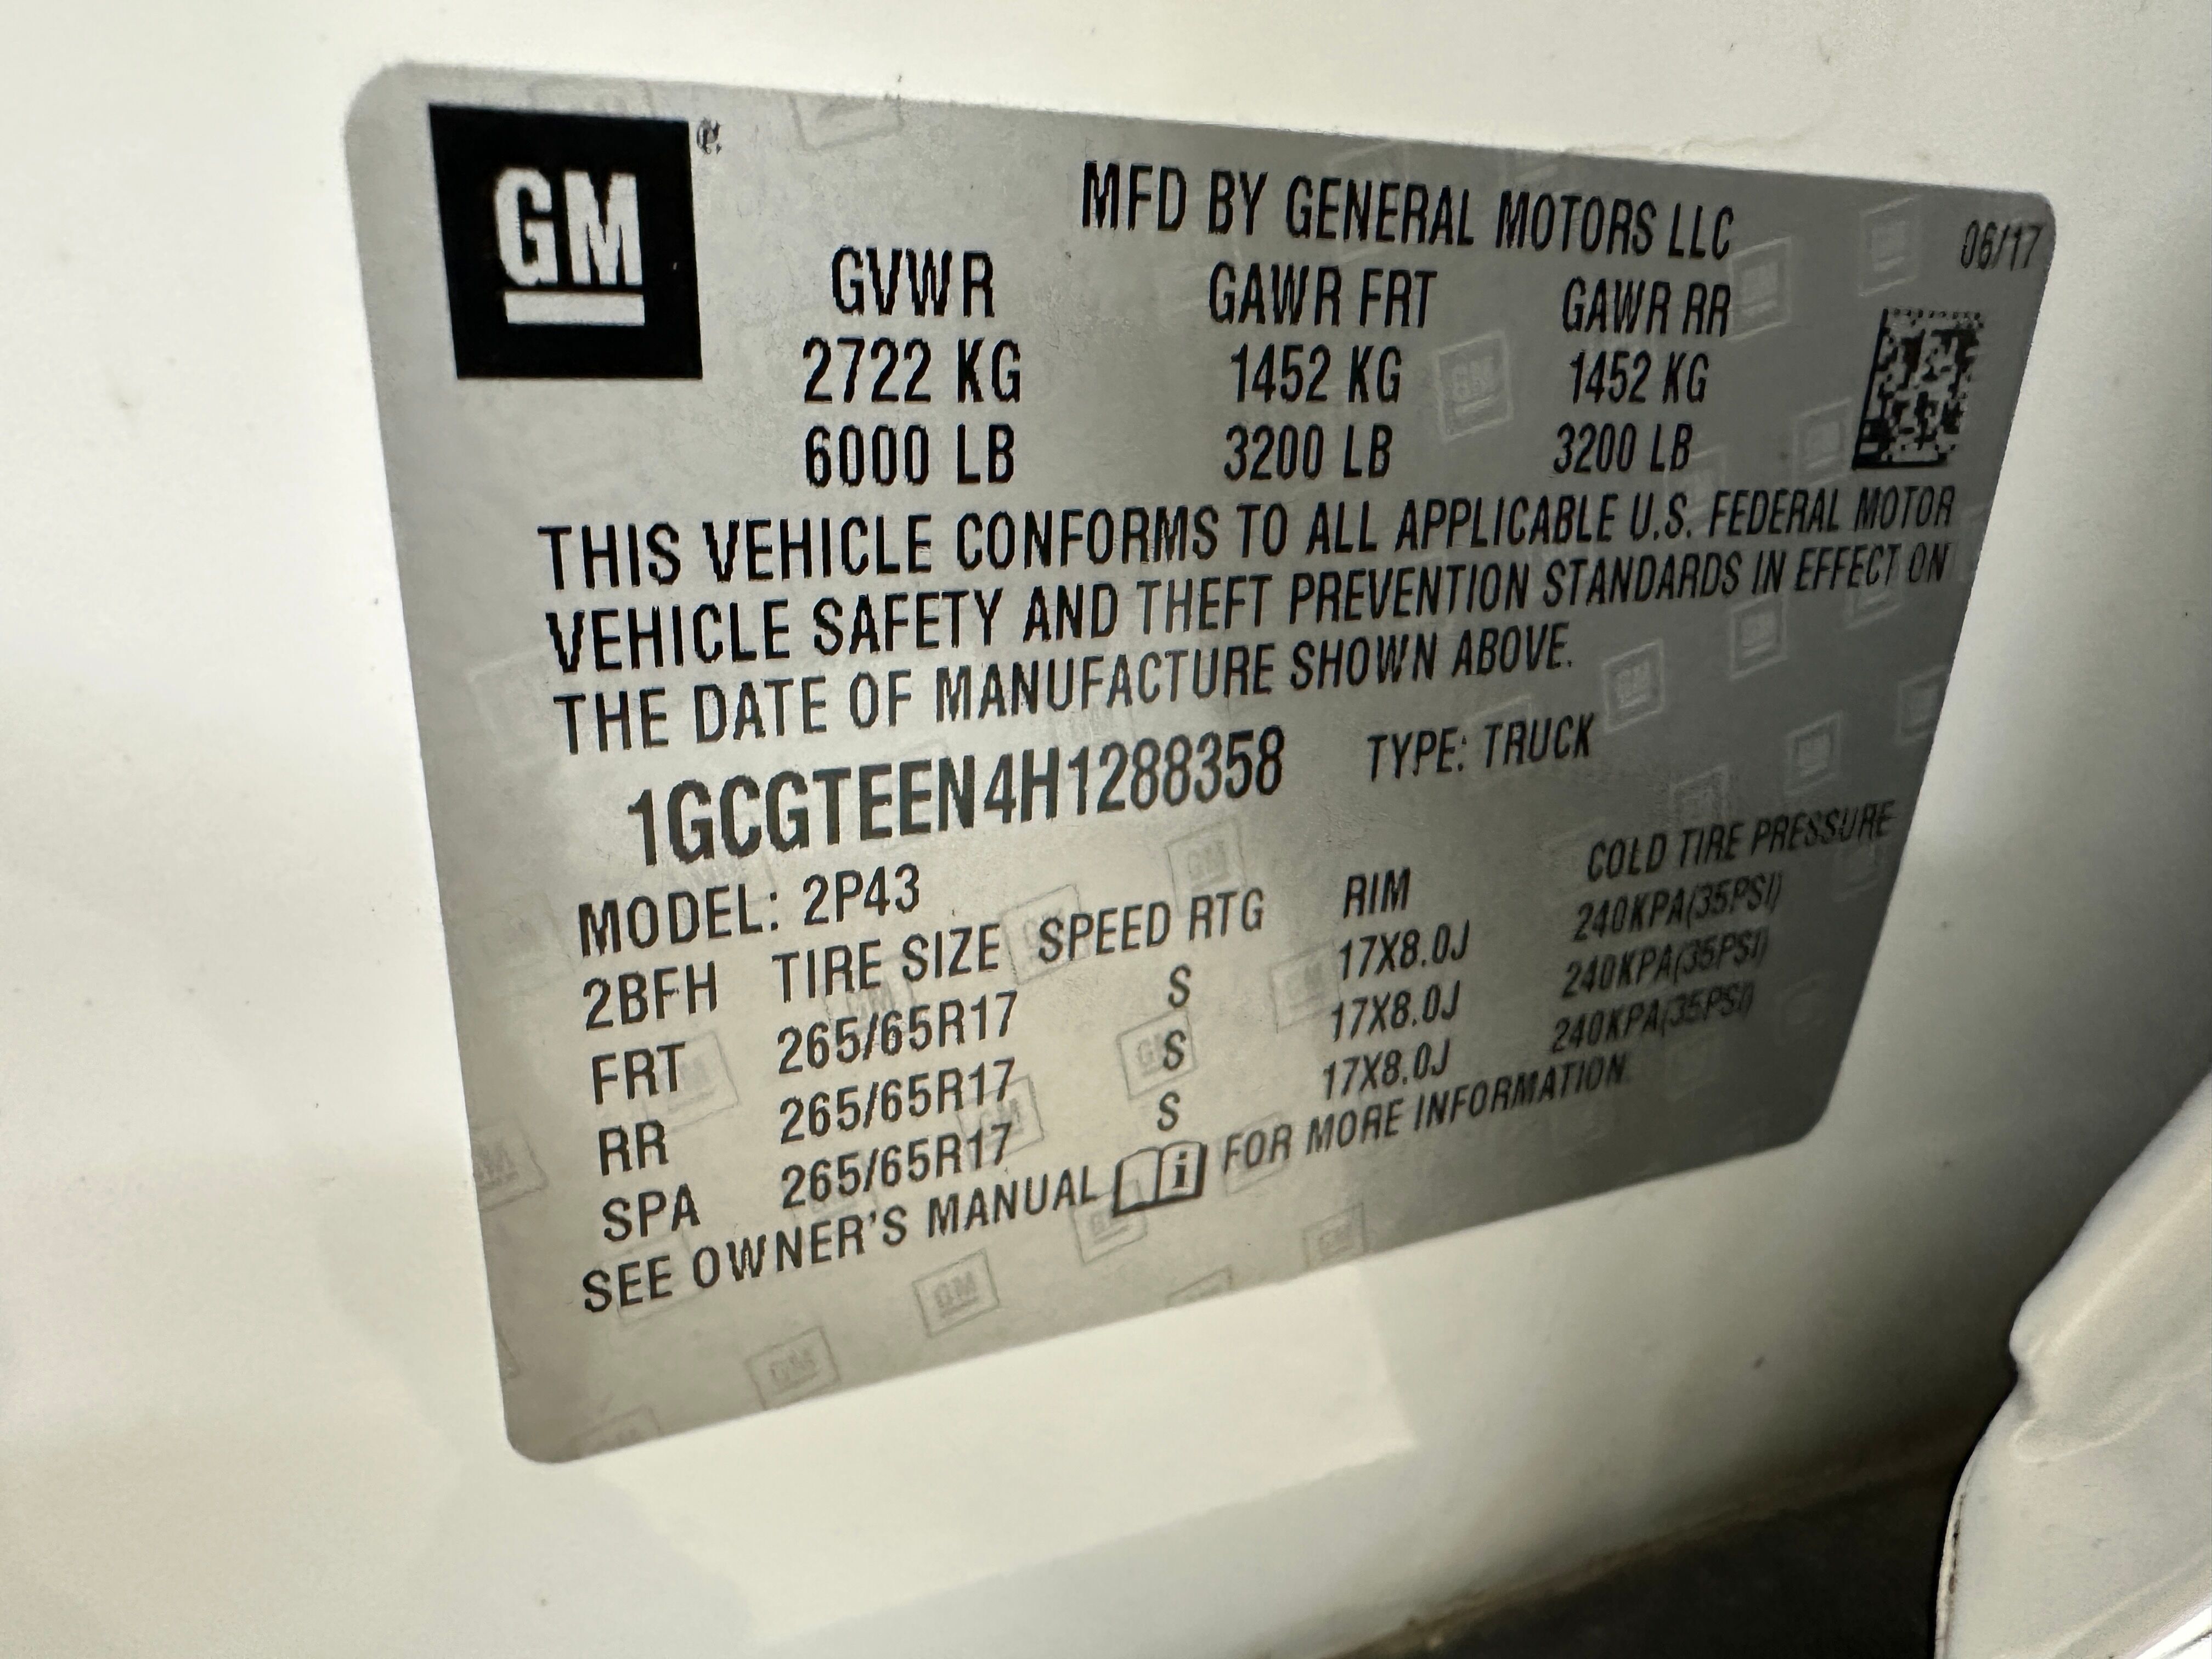 GM
MFD BY GENERAL MOTORS LLC 06/17
GVWR GAWR FRT GAWR RR
2722 KG 1452 KG 1452 KG
6000 LB 3200 LB 3200 LB
THIS VEHICLE CONFORMS TO ALL APPLICABLE U.S. FEDERAL MOTOR
VEHICLE SAFETY AND THEFT PREVENTION STANDARDS IN EFFECT ON
THE DATE OF MANUFACTURE SHOWN ABOVE.
1GCGTEEN4H1288358 TYPE: TRUCK
MODEL: 2P43
2BFH TIRE SIZE SPEED RTG RIM COLD TIRE PRESSURE
FRT 265/65R17 S 17X8.0J 240KPA(35PSI)
RR 265/65R17 S 17X8.0J 240KPA(35PSI)
SPA 265/65R17 S 17X8.0J 240KPA(35PSI)
SEE OWNER'S MANUAL FOR MORE INFORMATION.